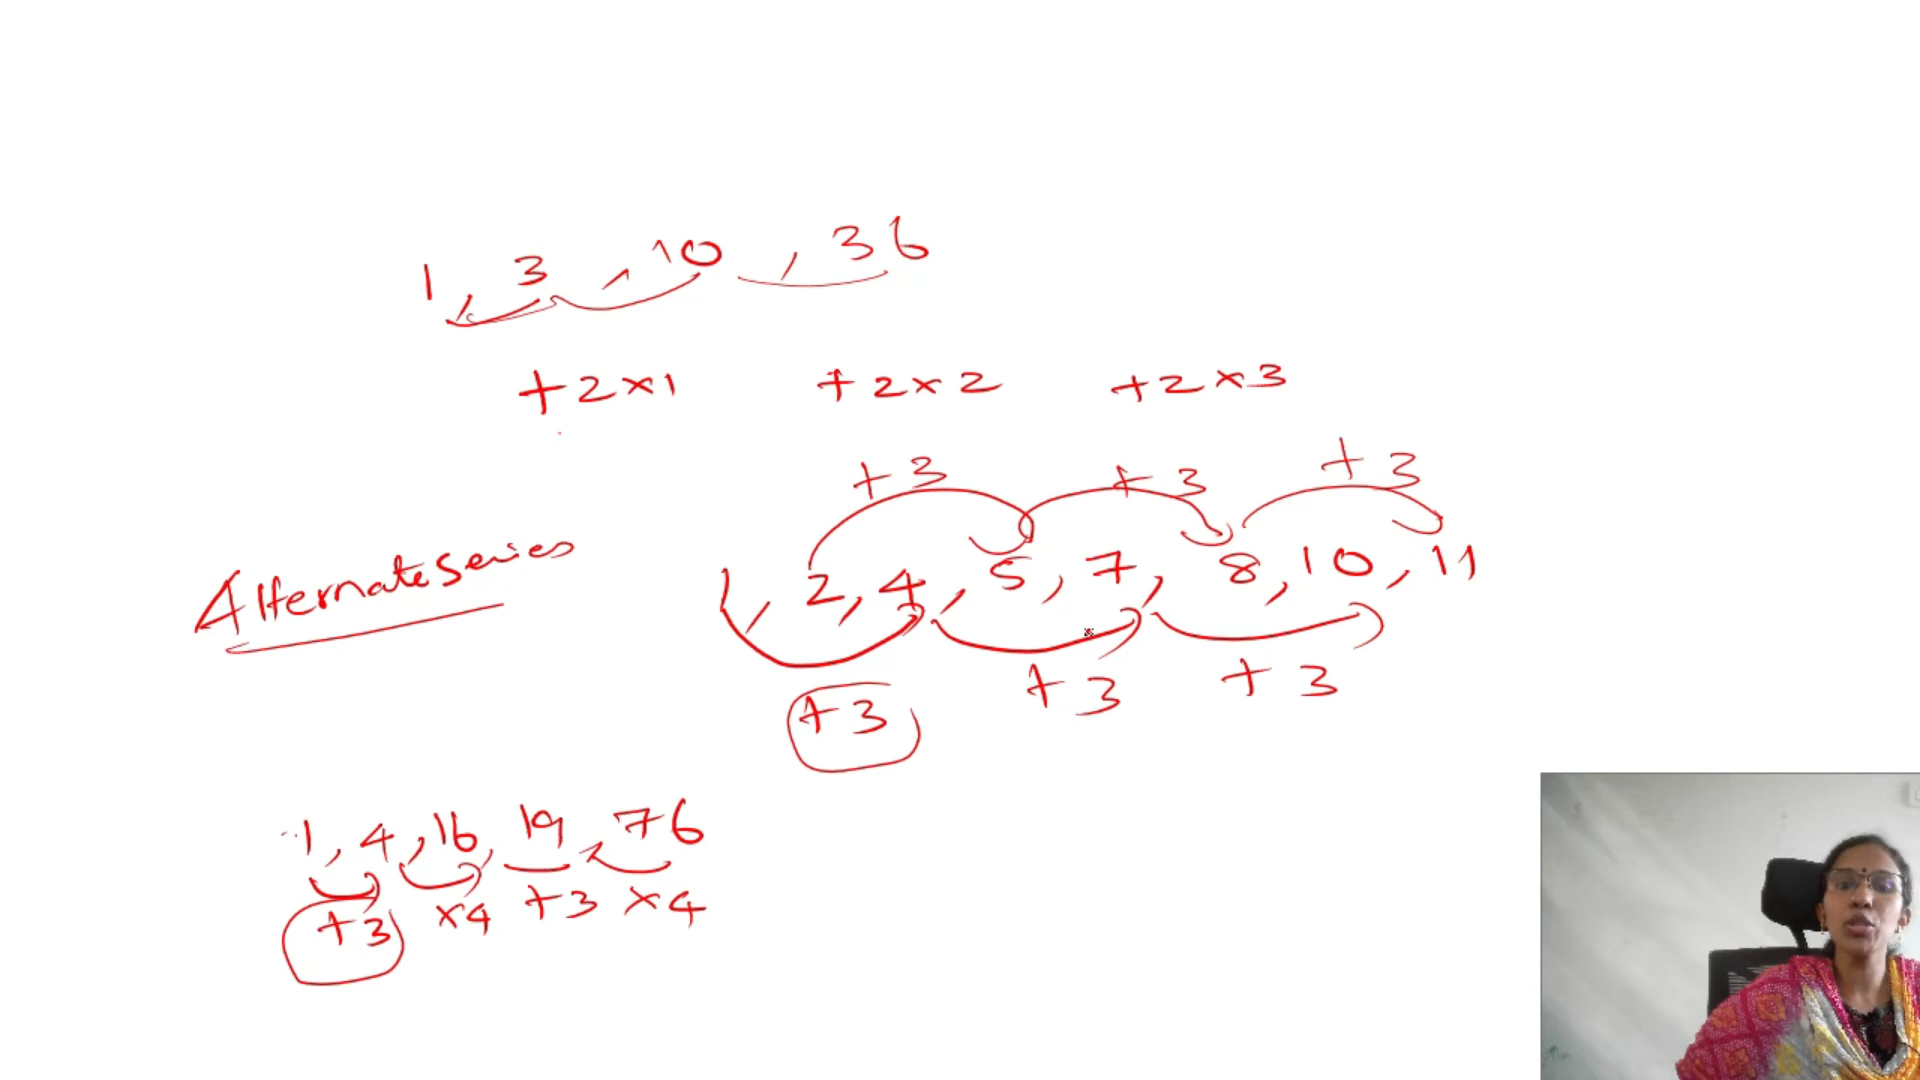 1, 3, 10, 36
+2×1 +2×2 +2×3
+3 +3 +3
Alternate Series
1, 2, 4, 5, 7, 8, 10, 11
+3 +3 +3
1, 4, 16, 19, 76
+3 ×4 +3 ×4